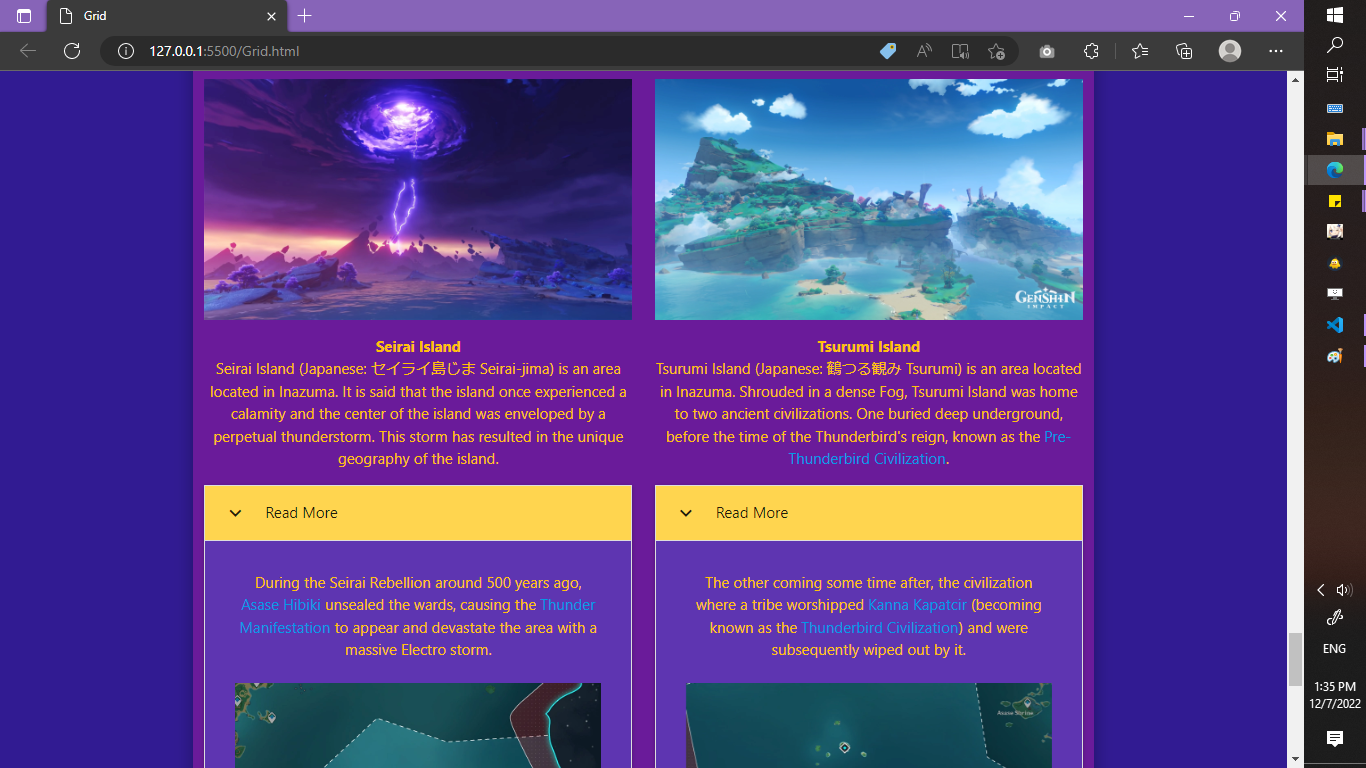 Grid
127.0.0.1:5500/Grid.html
GENSHIN
IMPACT
Seirai Island
Seirai Island (Japanese: セイライ島じま Seirai-jima) is an area
located in Inazuma. It is said that the island once experienced a
calamity and the center of the island was enveloped by a
perpetual thunderstorm. This storm has resulted in the unique
geography of the island.
Tsurumi Island
Tsurumi Island (Japanese: 鶴つる観み Tsurumi) is an area located
in Inazuma. Shrouded in a dense Fog, Tsurumi Island was home
to two ancient civilizations. One buried deep underground,
before the time of the Thunderbird's reign, known as the Pre-
Thunderbird Civilization.
Read More
During the Seirai Rebellion around 500 years ago,
Asase Hibiki unsealed the wards, causing the Thunder
Manifestation to appear and devastate the area with a
massive Electro storm.
Read More
The other coming some time after, the civilization
where a tribe worshipped Kanna Kapatcir (becoming
known as the Thunderbird Civilization) and were
subsequently wiped out by it.
Asase Shrine
ENG
1:35 PM
12/7/2022